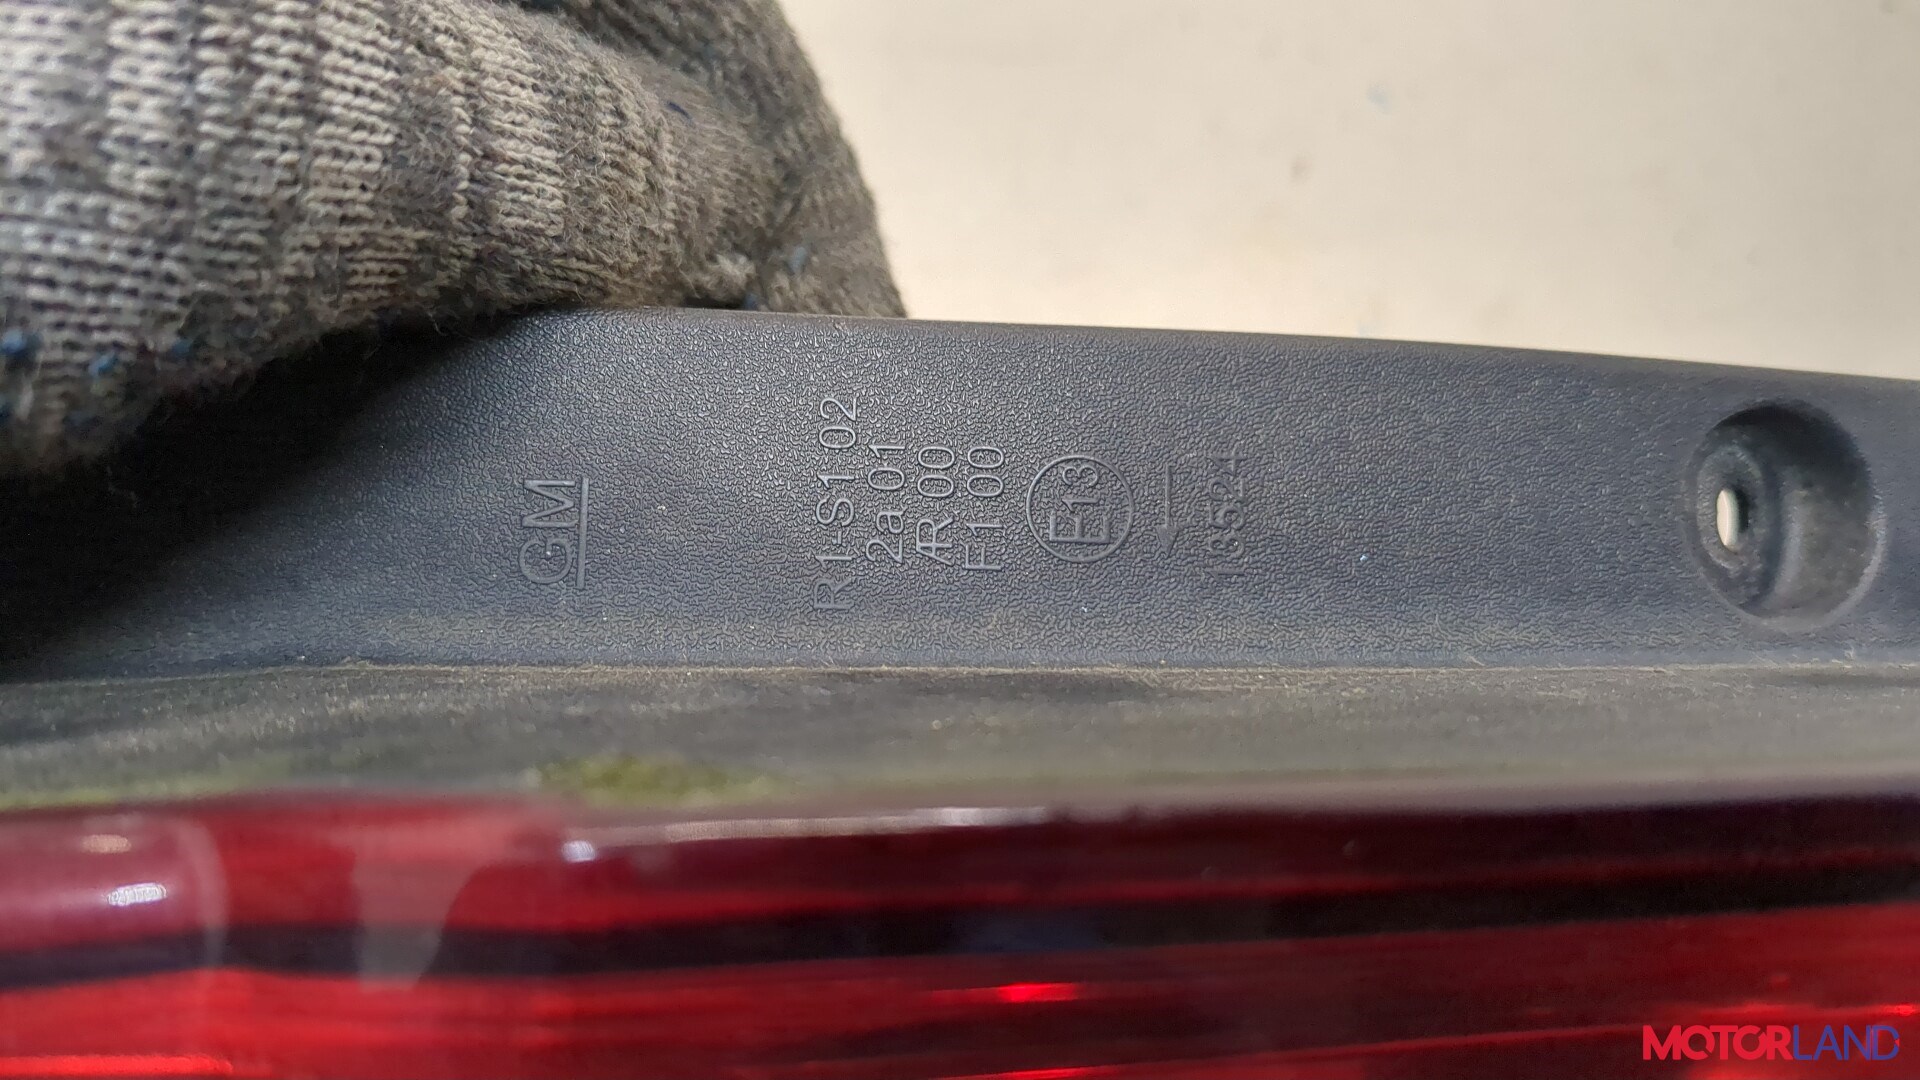 GM
R1-S1 02
2a 01
AR 00
F1 00
E13
13524
MOTORLAND